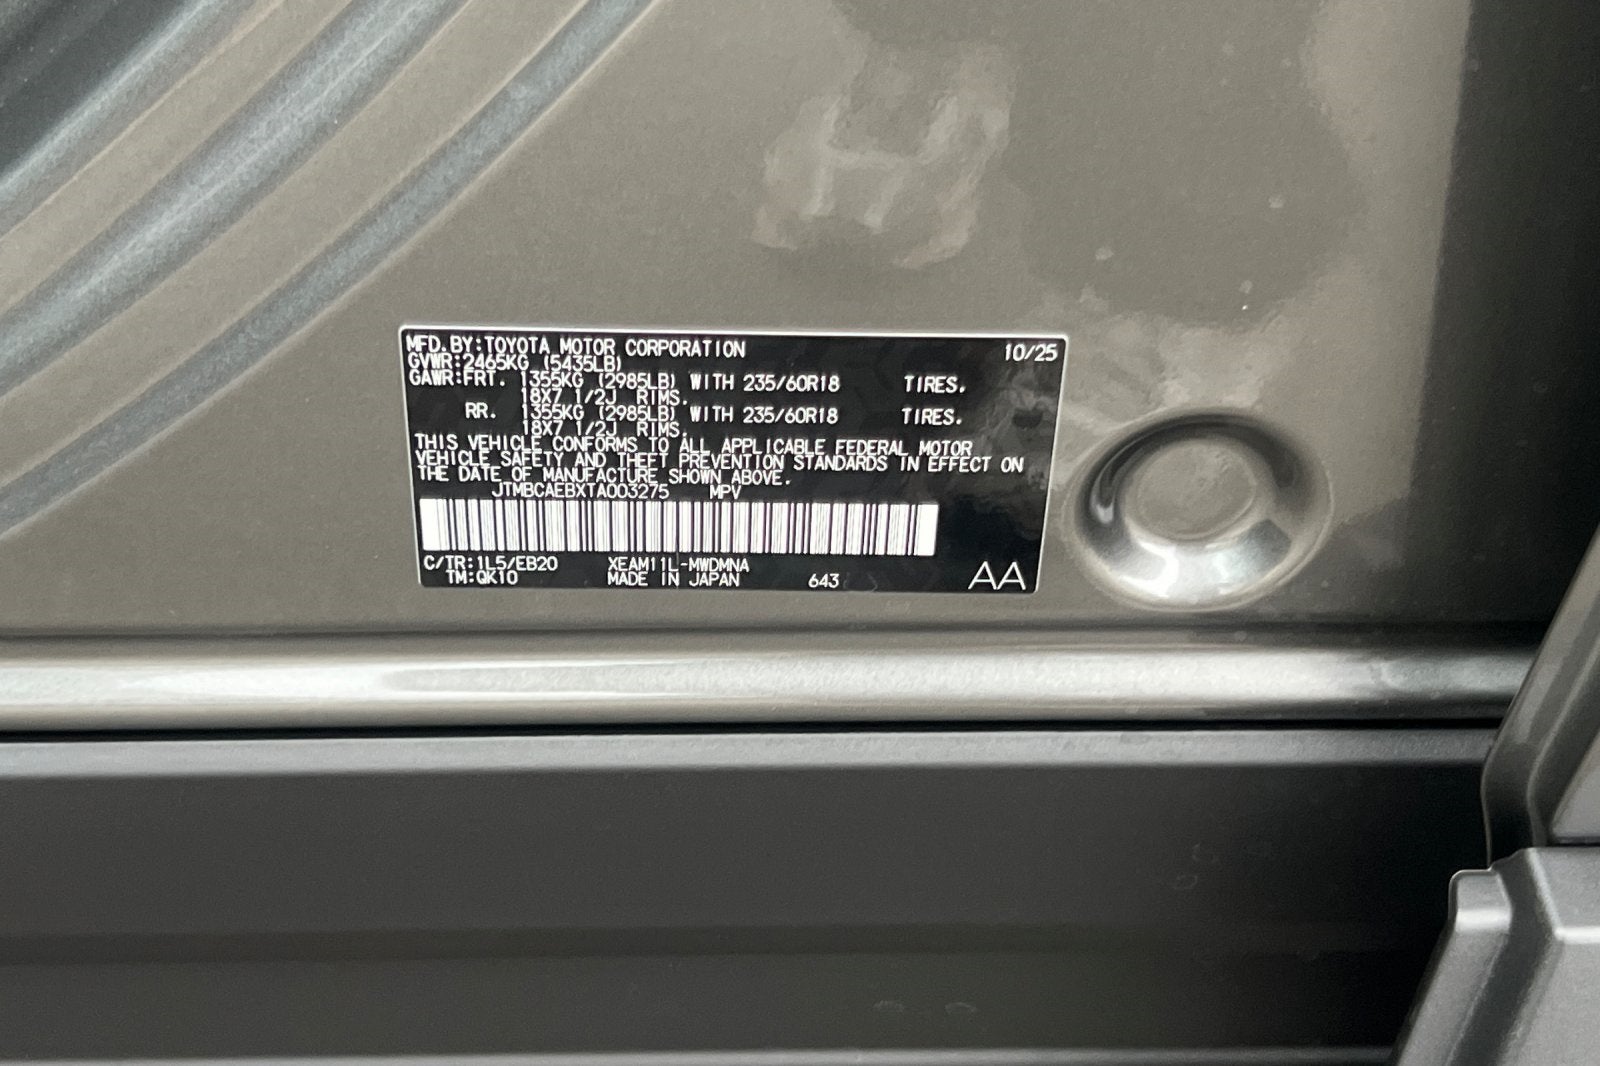 MFD.BY:TOYOTA MOTOR CORPORATION 10/25
GVWR:2465KG (5435LB)
GAWR:FRT. 1355KG (2985LB) WITH 235/60R18 TIRES.
18X7 1/2J RIMS.
RR. 1355KG (2985LB) WITH 235/60R18 TIRES.
18X7 1/2J RIMS.
THIS VEHICLE CONFORMS TO ALL APPLICABLE FEDERAL MOTOR
VEHICLE SAFETY AND THEFT PREVENTION STANDARDS IN EFFECT ON
THE DATE OF MANUFACTURE SHOWN ABOVE.
JTMBCAEBXTA003275 MPV
C/TR:1L5/EB20 XEAM11L-MWDMNA
TM:QK10 MADE IN JAPAN 643 AA